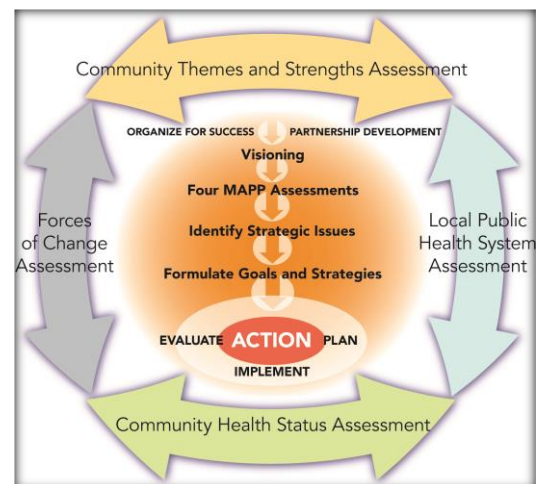 Community Themes and Strengths Assessment
ORGANIZE FOR SUCCESS PARTNERSHIP DEVELOPMENT
Visioning
Four MAPP Assessments
Identify Strategic Issues
Formulate Goals and Strategies
Forces
of Change
Assessment
Local Public
Health System
Assessment
EVALUATE ACTION PLAN
IMPLEMENT
Community Health Status Assessment